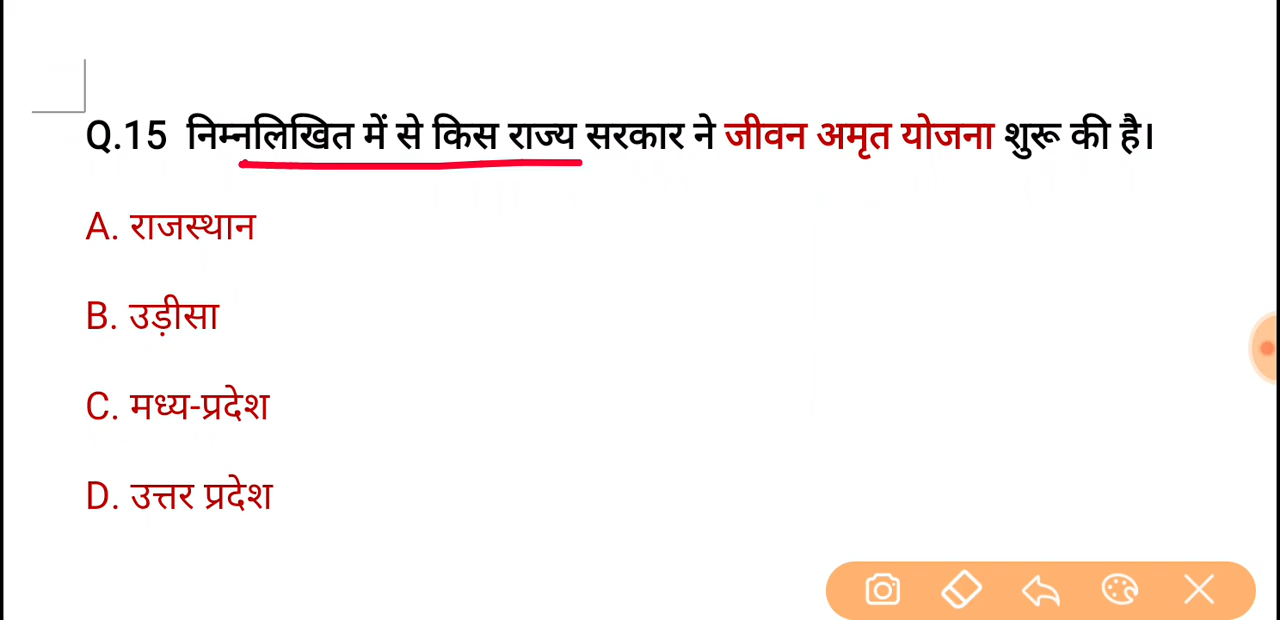 Q.15 निम्नलिखित में से किस राज्य सरकार ने जीवन अमृत योजना शुरू की है।
A. राजस्थान
B. उड़ीसा
C. मध्य-प्रदेश
D. उत्तर प्रदेश